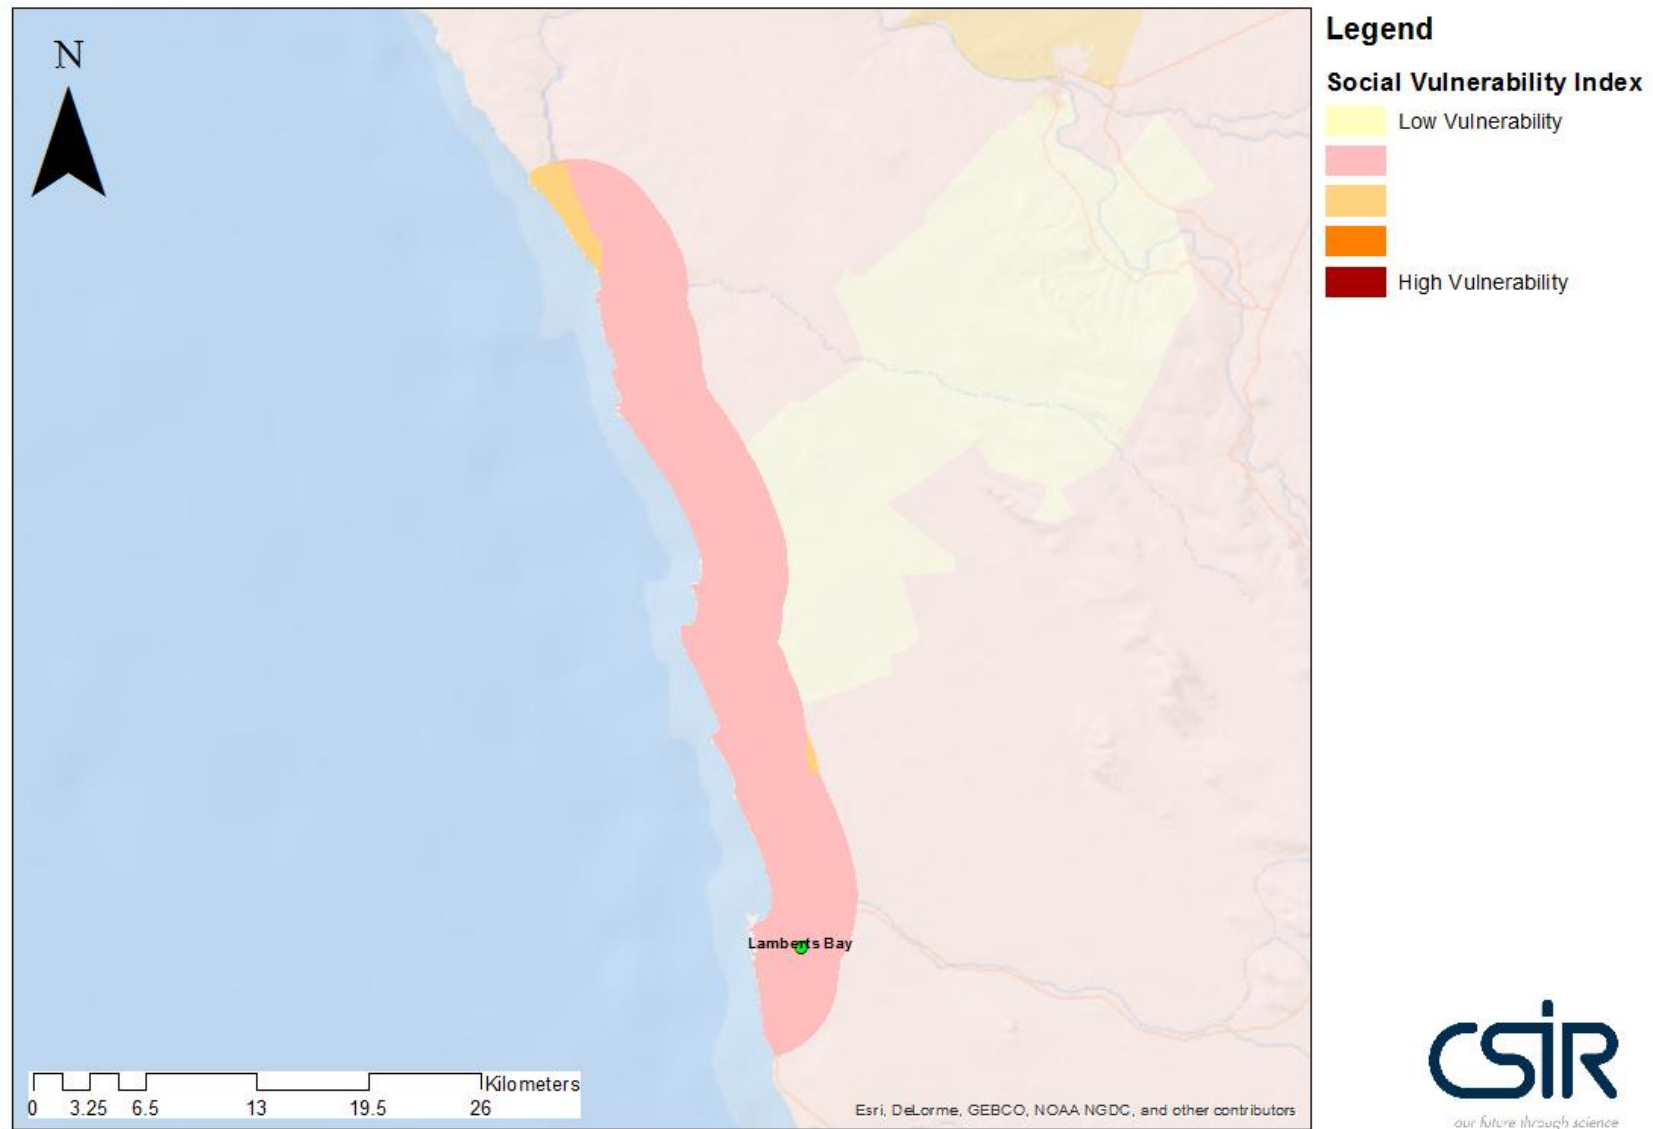 N
Legend
Social Vulnerability Index
Low Vulnerability
High Vulnerability
Lamberts Bay
Kilometers
0 3.25 6.5 13 19.5 26
Esri, DeLorme, GEBCO, NOAA NGDC, and other contributors
CSIR
our future through science